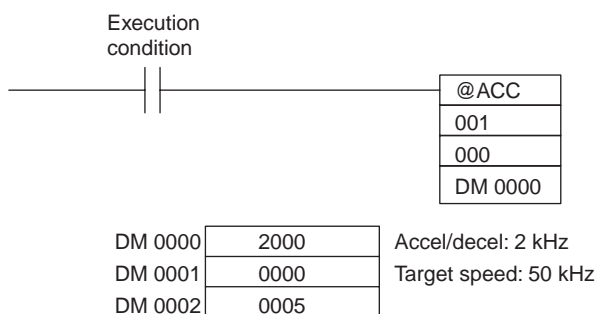 Execution
condition
@ACC
001
000
DM 0000
DM 0000 2000 Accel/decel: 2 kHz
DM 0001 0000 Target speed: 50 kHz
DM 0002 0005